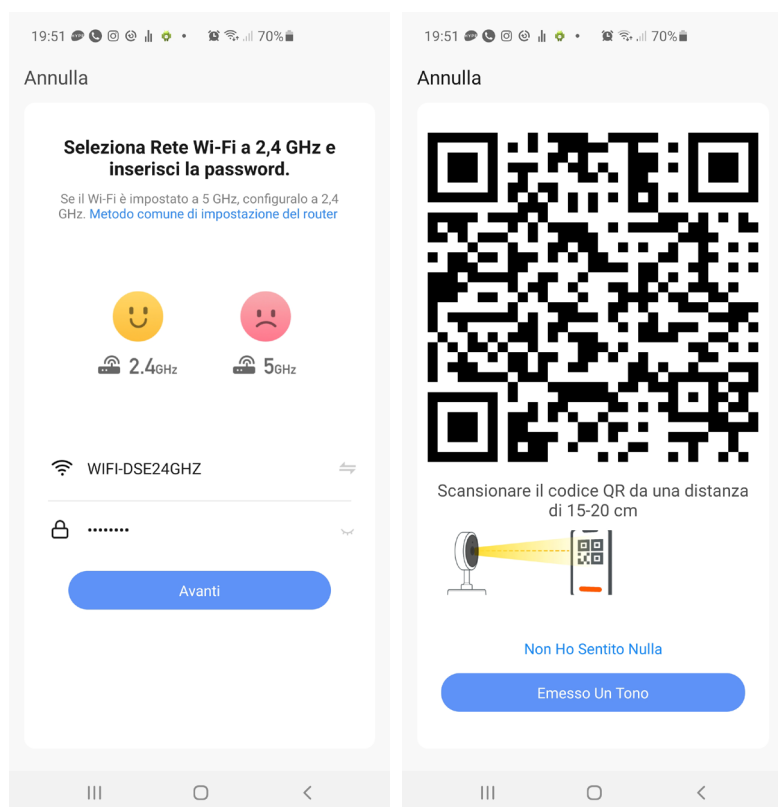 19:51 70%
Annulla
Seleziona Rete Wi-Fi a 2,4 GHz e
inserisci la password.
Se il Wi-Fi è impostato a 5 GHz, configuralo a 2,4
GHz. Metodo comune di impostazione del router
2.4GHz 5GHz
WIFI-DSE24GHZ
••••••••
Avanti
19:51 70%
Annulla
Scansionare il codice QR da una distanza
di 15-20 cm
Non Ho Sentito Nulla
Emesso Un Tono